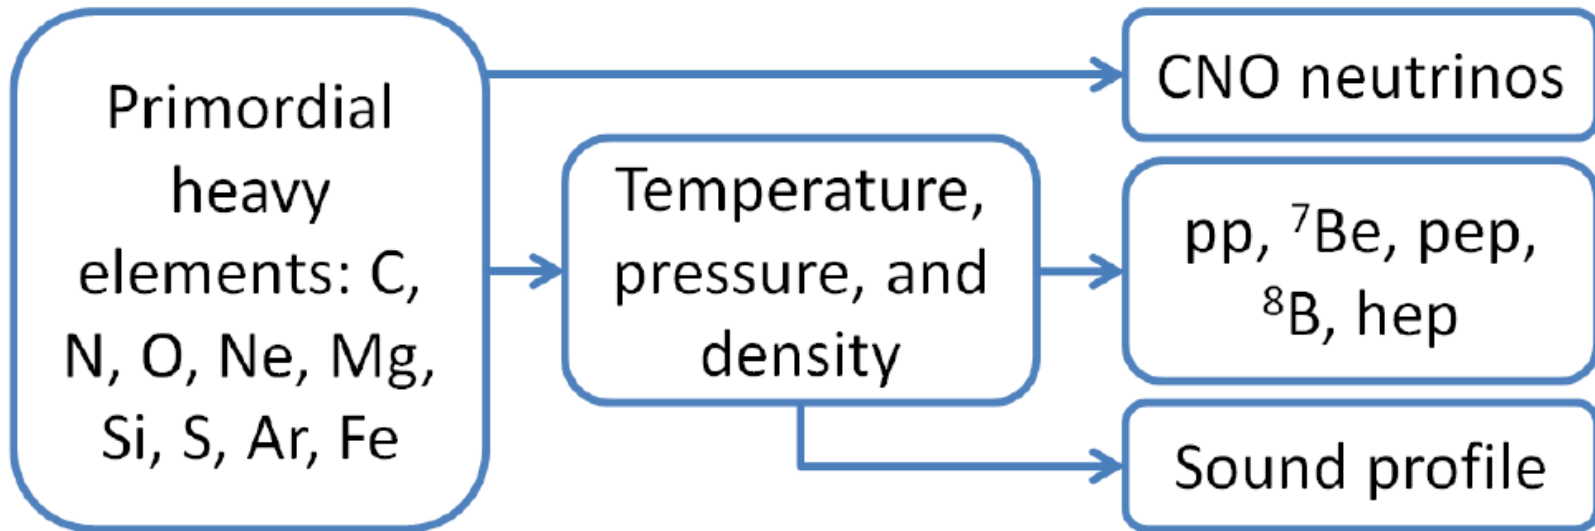 Primordial
heavy
elements: C,
N, O, Ne, Mg,
Si, S, Ar, Fe
Temperature,
pressure, and
density
CNO neutrinos
pp, ⁷Be, pep,
⁸B, hep
Sound profile